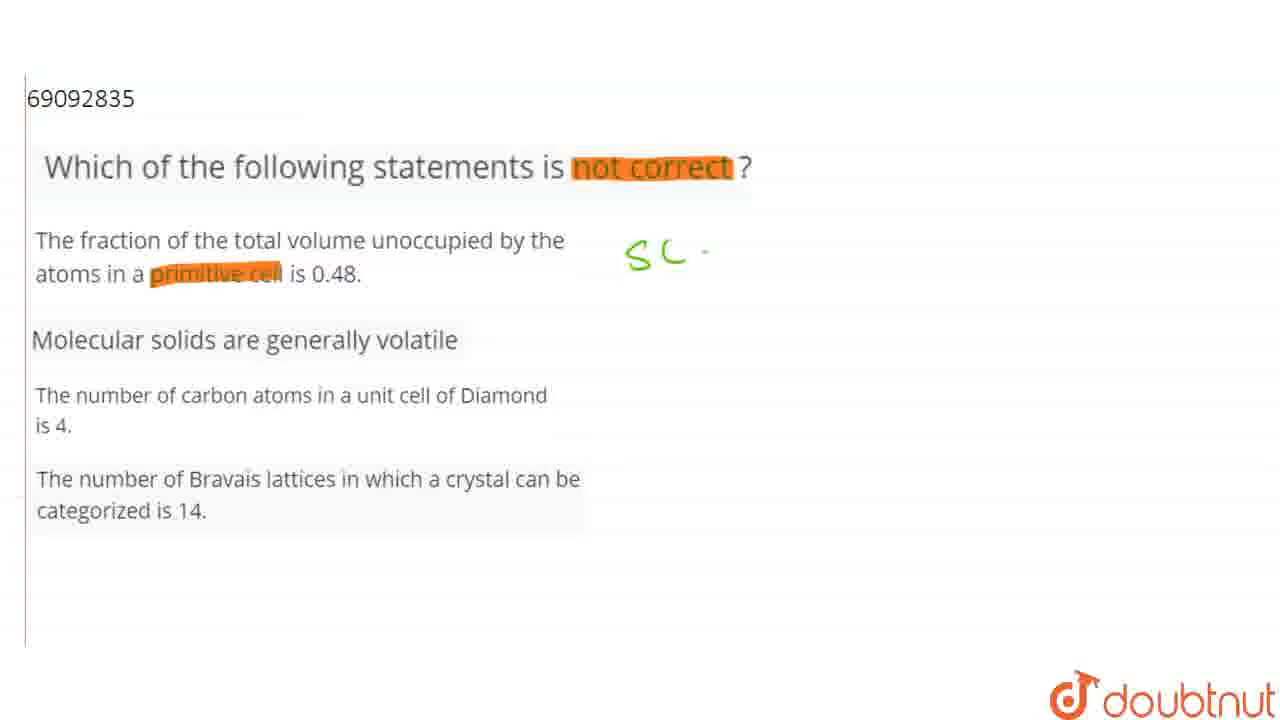 69092835
Which of the following statements is not correct ?
The fraction of the total volume unoccupied by the
atoms in a primitive cell is 0.48.
SC
Molecular solids are generally volatile
The number of carbon atoms in a unit cell of Diamond
is 4.
The number of Bravais lattices in which a crystal can be
categorized is 14.
doubtnut